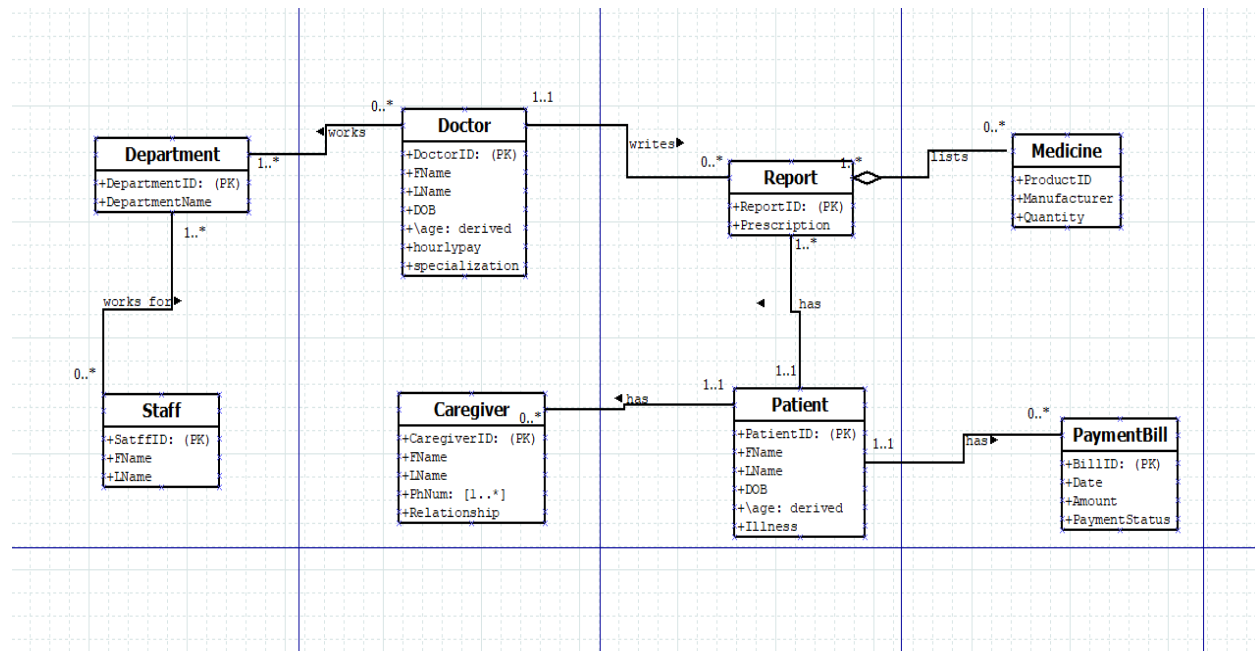 0..*
1..1
works
Doctor
+DoctorID: (PK)
+FName
+LName
+DOB
+\age: derived
+hourlypay
+specialization
Department
+DepartmentID: (PK)
+DepartmentName
1..*
1..*
writes
0..*
Report
+ReportID: (PK)
+Prescription
1..*
lists
0..*
Medicine
+ProductID
+Manufacturer
+Quantity
works for
0..*
Staff
+SatffID: (PK)
+FName
+LName
1..*
has
1..1
Caregiver
+CaregiverID: (PK)
+FName
+LName
+PhNum: [1..*]
+Relationship
0..*
has
1..1
Patient
+PatientID: (PK)
+FName
+LName
+DOB
+\age: derived
+Illness
1..1
has
0..*
PaymentBill
+BillID: (PK)
+Date
+Amount
+PaymentStatus